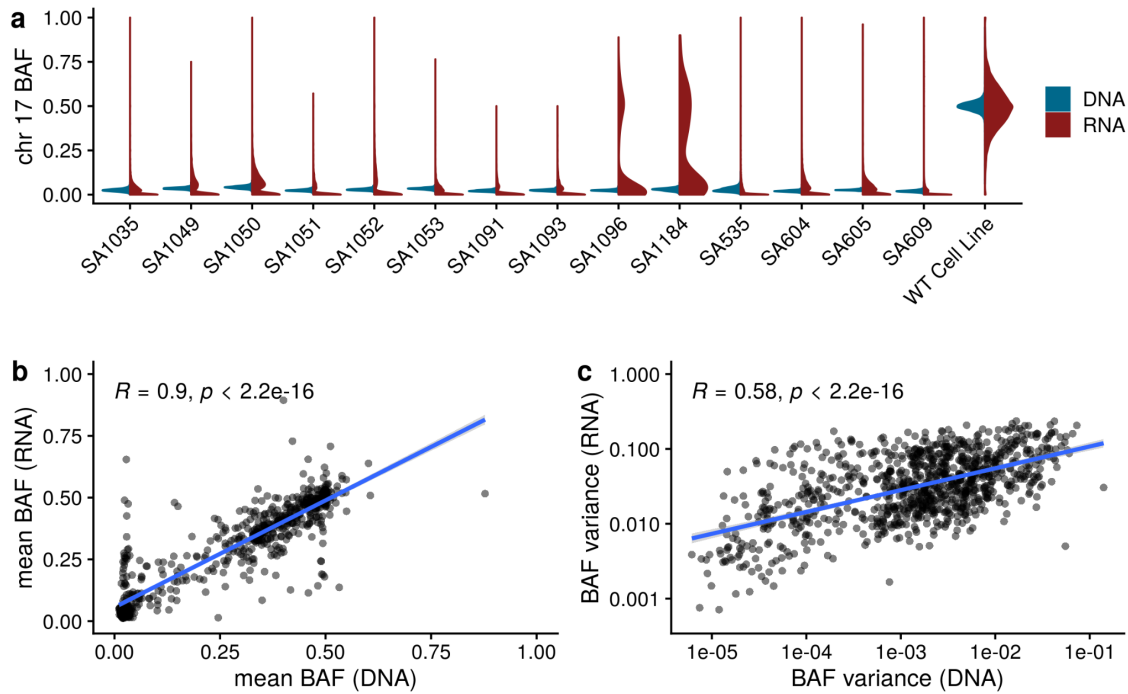 a
chr 17 BAF
1.00
0.75
0.50
0.25
0.00
SA1035
SA1049
SA1050
SA1051
SA1052
SA1053
SA1091
SA1093
SA1096
SA1184
SA535
SA604
SA605
SA609
WT Cell Line
DNA
RNA
b
R = 0.9, p < 2.2e-16
mean BAF (RNA)
1.00
0.75
0.50
0.25
0.00
0.00 0.25 0.50 0.75 1.00
mean BAF (DNA)
c
R = 0.58, p < 2.2e-16
BAF variance (RNA)
1.000
0.100
0.010
0.001
1e-05 1e-04 1e-03 1e-02 1e-01
BAF variance (DNA)